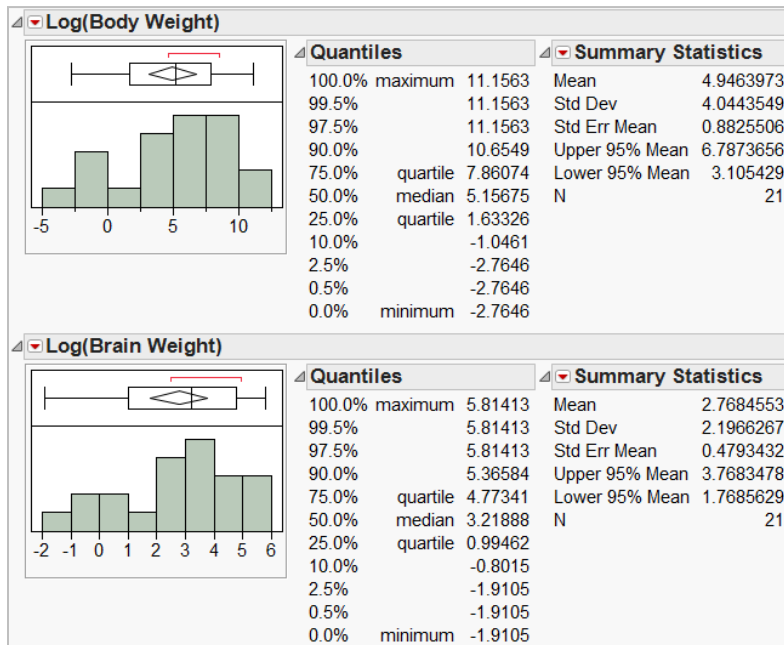 Log(Body Weight)
-5 0 5 10
Quantiles
100.0% maximum 11.1563
99.5% 11.1563
97.5% 11.1563
90.0% 10.6549
75.0% quartile 7.86074
50.0% median 5.15675
25.0% quartile 1.63326
10.0% -1.0461
2.5% -2.7646
0.5% -2.7646
0.0% minimum -2.7646
Summary Statistics
Mean 4.9463973
Std Dev 4.0443549
Std Err Mean 0.8825506
Upper 95% Mean 6.7873656
Lower 95% Mean 3.105429
N 21
Log(Brain Weight)
-2 -1 0 1 2 3 4 5 6
Quantiles
100.0% maximum 5.81413
99.5% 5.81413
97.5% 5.81413
90.0% 5.36584
75.0% quartile 4.77341
50.0% median 3.21888
25.0% quartile 0.99462
10.0% -0.8015
2.5% -1.9105
0.5% -1.9105
0.0% minimum -1.9105
Summary Statistics
Mean 2.7684553
Std Dev 2.1966267
Std Err Mean 0.4793432
Upper 95% Mean 3.7683478
Lower 95% Mean 1.7685629
N 21